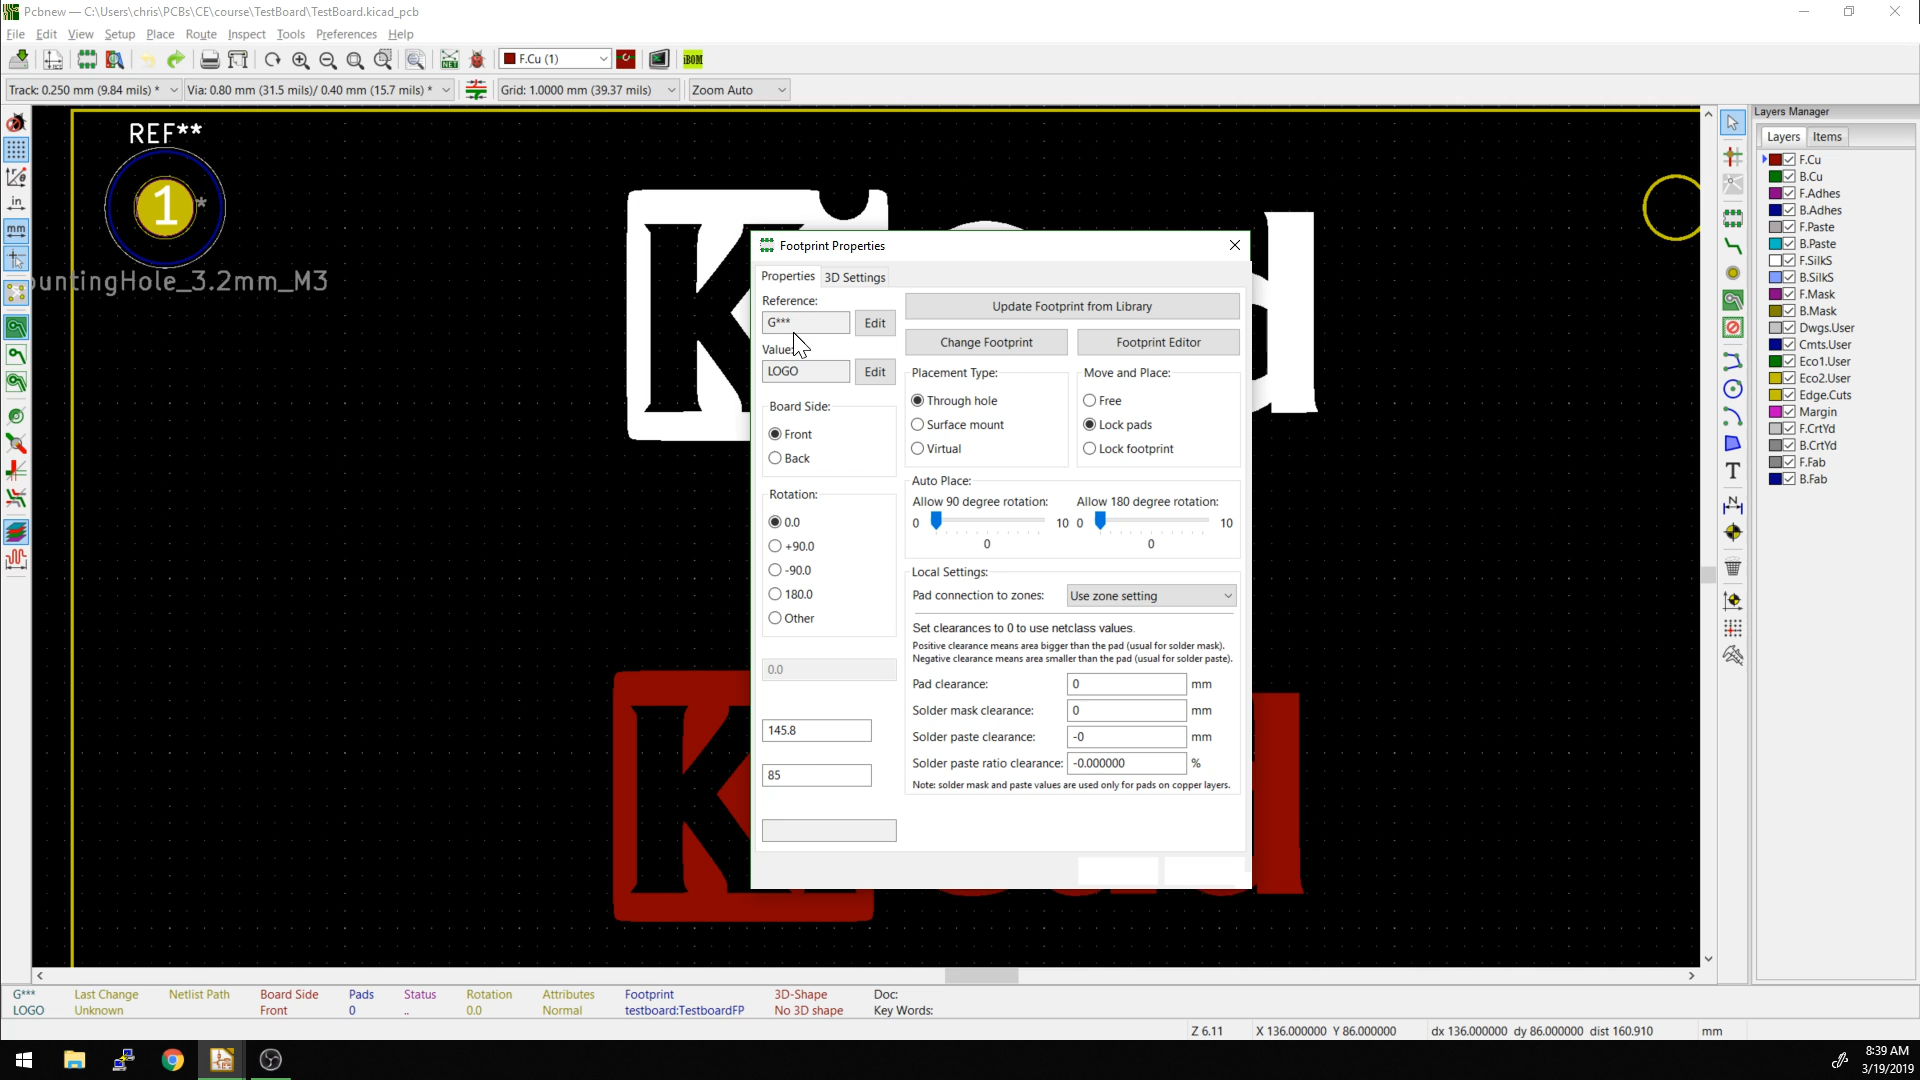 Pcbnew — C:\Users\chris\PCBs\CE\course\TestBoard\TestBoard.kicad_pcb
File Edit View Setup Place Route Inspect Tools Preferences Help
F.Cu (1)
iBOM
Track: 0.250 mm (9.84 mils) *
Via: 0.80 mm (31.5 mils)/ 0.40 mm (15.7 mils) *
Grid: 1.0000 mm (39.37 mils)
Zoom Auto
Layers Manager
Layers Items
F.Cu
B.Cu
F.Adhes
B.Adhes
F.Paste
B.Paste
F.SilkS
B.SilkS
F.Mask
B.Mask
Dwgs.User
Cmts.User
Eco1.User
Eco2.User
Edge.Cuts
Margin
F.CrtYd
B.CrtYd
F.Fab
B.Fab
in
mm
REF**
1
*
untingHole_3.2mm_M3
Footprint Properties
Properties 3D Settings
Reference:
G***
Edit
Value:
LOGO
Edit
Board Side:
Front
Back
Rotation:
0.0
+90.0
-90.0
180.0
Other
0.0
145.8
85
Update Footprint from Library
Change Footprint
Footprint Editor
Placement Type:
Through hole
Surface mount
Virtual
Move and Place:
Free
Lock pads
Lock footprint
Auto Place:
Allow 90 degree rotation:
0 10
0
Allow 180 degree rotation:
0 10
0
Local Settings:
Pad connection to zones: Use zone setting
Set clearances to 0 to use netclass values.
Positive clearance means area bigger than the pad (usual for solder mask).
Negative clearance means area smaller than the pad (usual for solder paste).
Pad clearance: 0 mm
Solder mask clearance: 0 mm
Solder paste clearance: -0 mm
Solder paste ratio clearance: -0.000000 %
Note: solder mask and paste values are used only for pads on copper layers.
G*** Last Change Netlist Path Board Side Pads Status Rotation Attributes Footprint 3D-Shape Doc:
LOGO Unknown Front 0 .. 0.0 Normal testboard:TestboardFP No 3D shape Key Words:
Z 6.11 X 136.000000 Y 86.000000 dx 136.000000 dy 86.000000 dist 160.910 mm
8:39 AM
3/19/2019